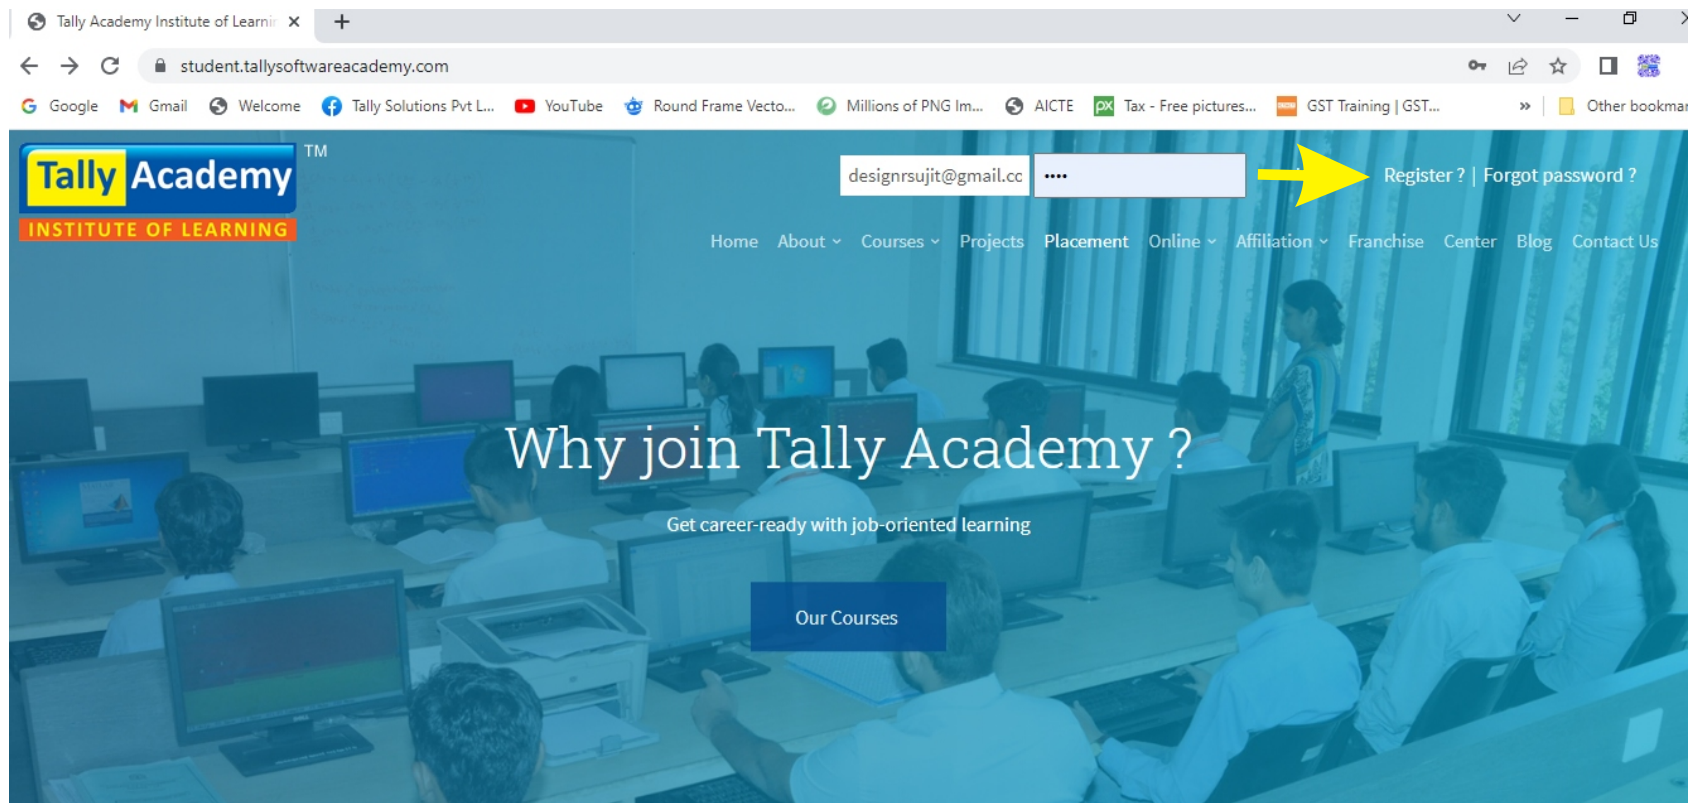 Tally Academy Institute of Learnin
student.tallysoftwareacademy.com
Google Gmail Welcome Tally Solutions Pvt L... YouTube Round Frame Vecto... Millions of PNG Im... AICTE px Tax - Free pictures... GST Training | GST... » Other bookmar
Tally Academy TM
INSTITUTE OF LEARNING
designrsujit@gmail.cc •••• Register ? | Forgot password ?
Home About Courses Projects Placement Online Affiliation Franchise Center Blog Contact Us
Why join Tally Academy ?
Get career-ready with job-oriented learning
Our Courses